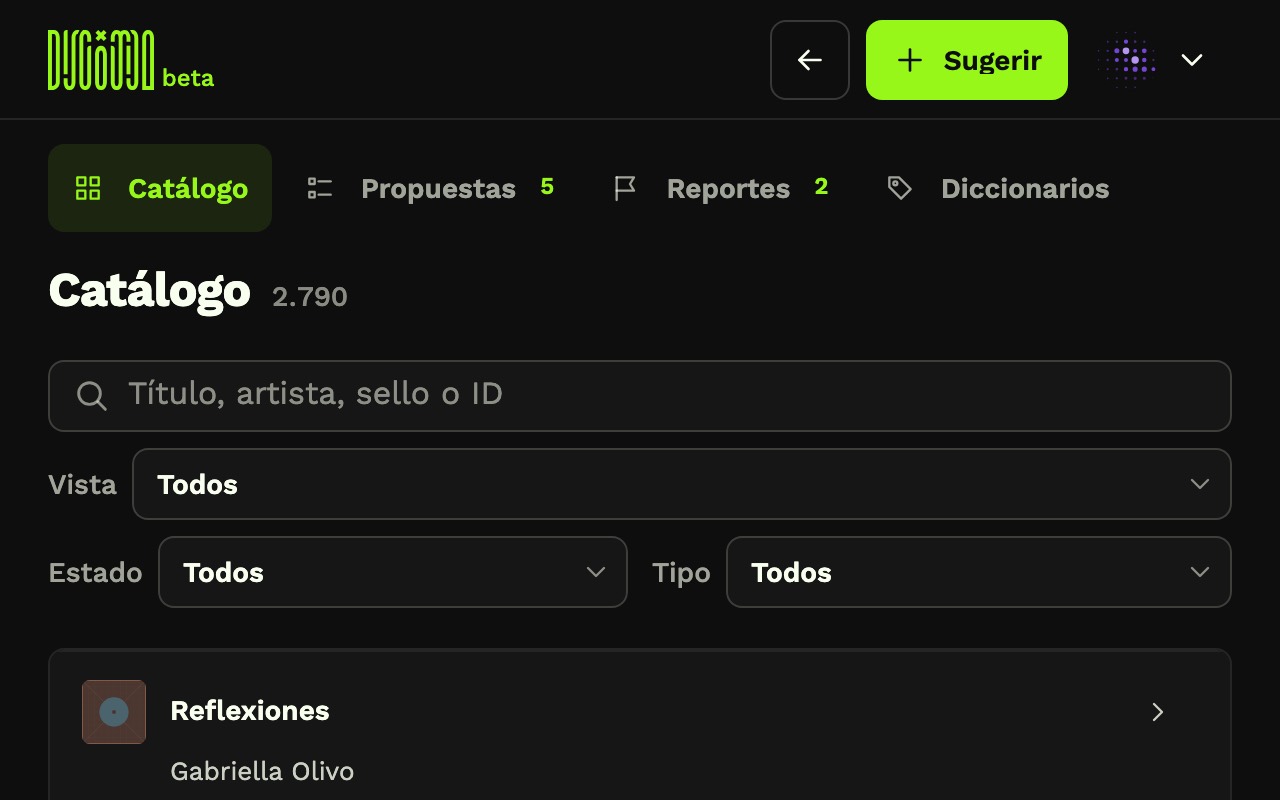 beta
Sugerir
Catálogo
Propuestas 5
Reportes 2
Diccionarios
Catálogo 2.790
Título, artista, sello o ID
Vista Todos
Estado Todos Tipo Todos
Reflexiones
Gabriella Olivo